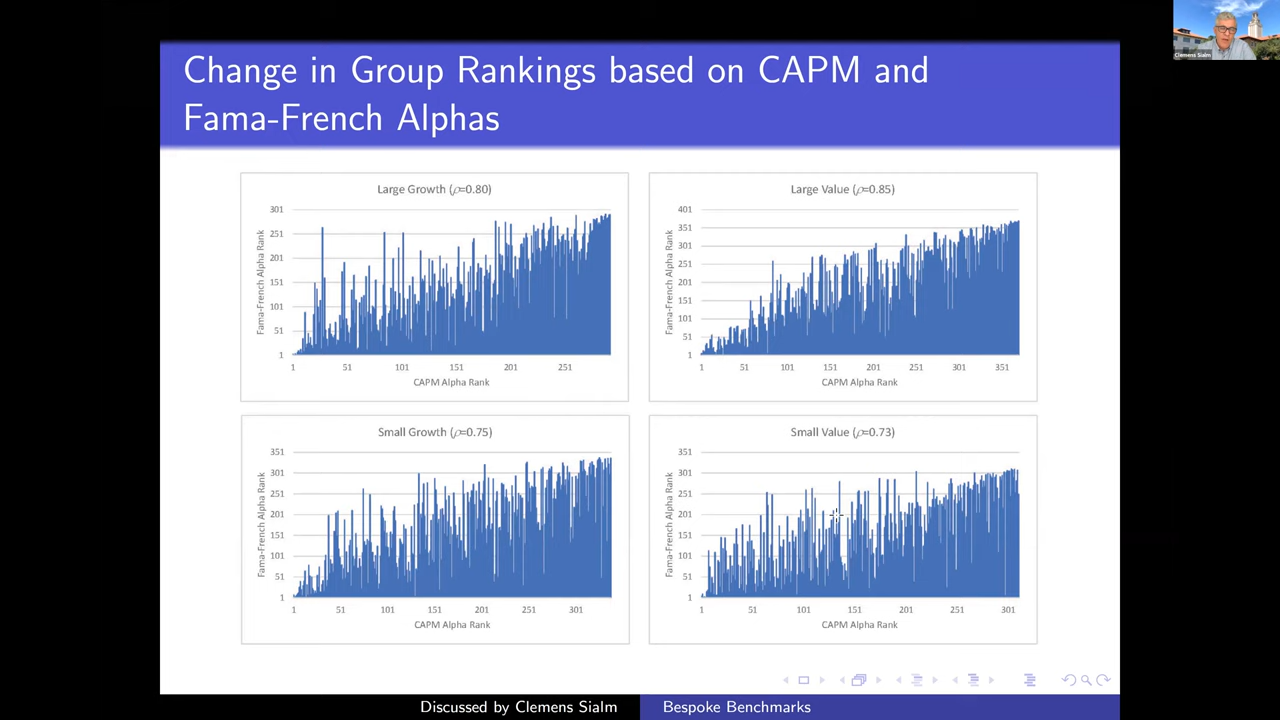 Clemens Sialm
Change in Group Rankings based on CAPM and
Fama-French Alphas
Large Growth (ρ=0.80)
Fama-French Alpha Rank
301
251
201
151
101
51
1
1 51 101 151 201 251
CAPM Alpha Rank
Large Value (ρ=0.85)
Fama-French Alpha Rank
401
351
301
251
201
151
101
51
1
1 51 101 151 201 251 301 351
CAPM Alpha Rank
Small Growth (ρ=0.75)
Fama-French Alpha Rank
351
301
251
201
151
101
51
1
1 51 101 151 201 251 301
CAPM Alpha Rank
Small Value (ρ=0.73)
Fama-French Alpha Rank
351
301
251
201
151
101
51
1
1 51 101 151 201 251 301
CAPM Alpha Rank
Discussed by Clemens Sialm Bespoke Benchmarks